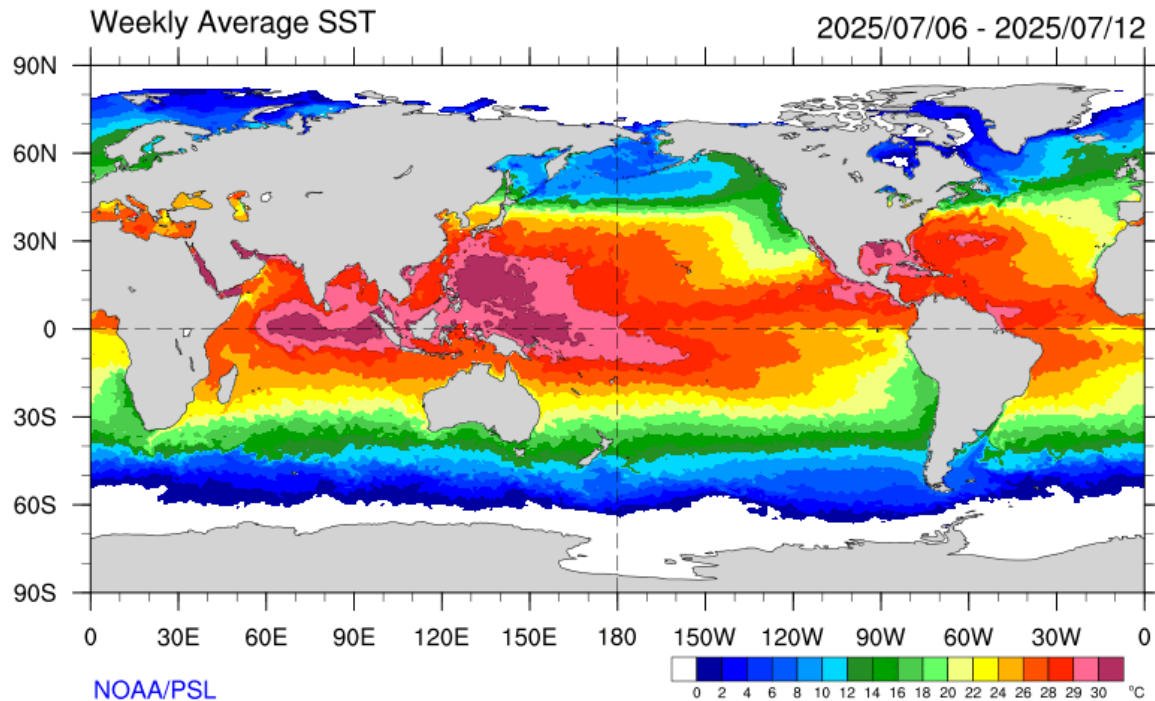 Weekly Average SST 2025/07/06 - 2025/07/12
90N
60N
30N
0
30S
60S
90S
0 30E 60E 90E 120E 150E 180 150W 120W 90W 60W 30W 0
0 2 4 6 8 10 12 14 16 18 20 22 24 26 28 29 30 °C
NOAA/PSL